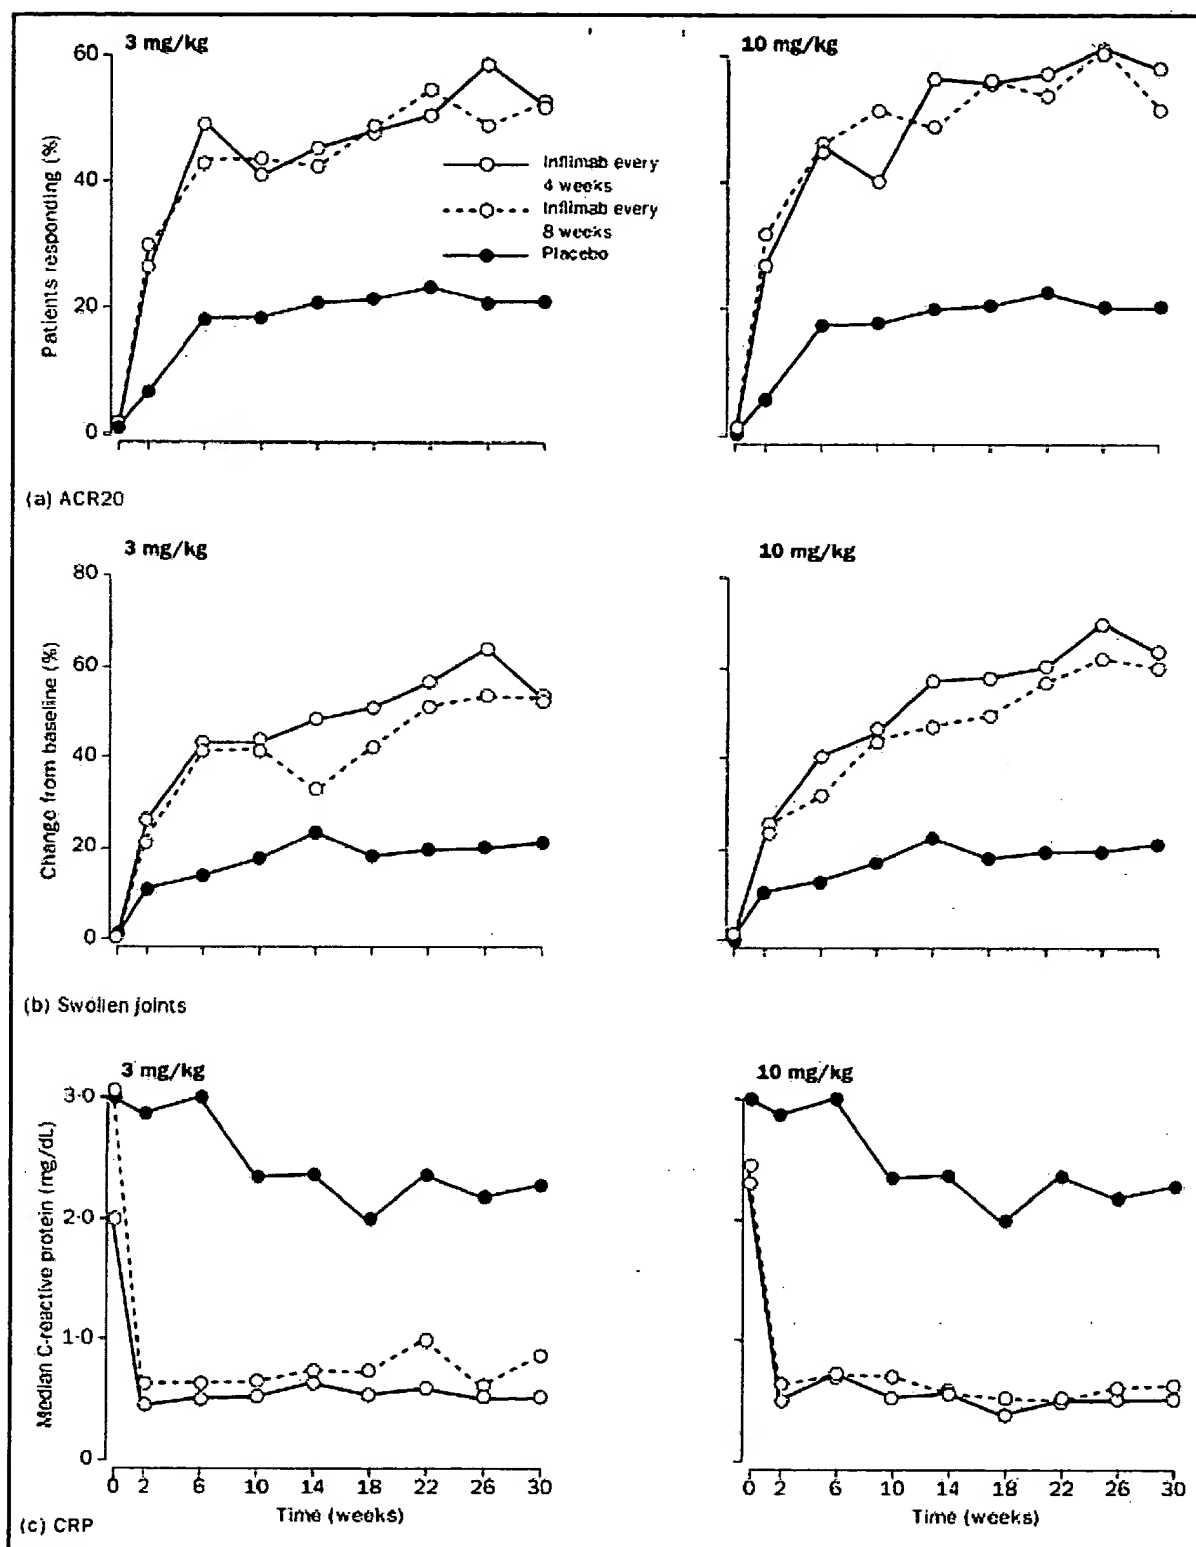 3 mg/kg
10 mg/kg
60
40
20
0
Patients responding (%)
Inflimab every
4 weeks
Inflimab every
8 weeks
Placebo
(a) ACR20
3 mg/kg
10 mg/kg
80
60
40
20
0
Change from baseline (%)
(b) Swollen joints
3 mg/kg
10 mg/kg
3·0
2·0
1·0
0
Median C-reactive protein (mg/dL)
0 2 6 10 14 18 22 26 30
0 2 6 10 14 18 22 26 30
Time (weeks)
Time (weeks)
(c) CRP